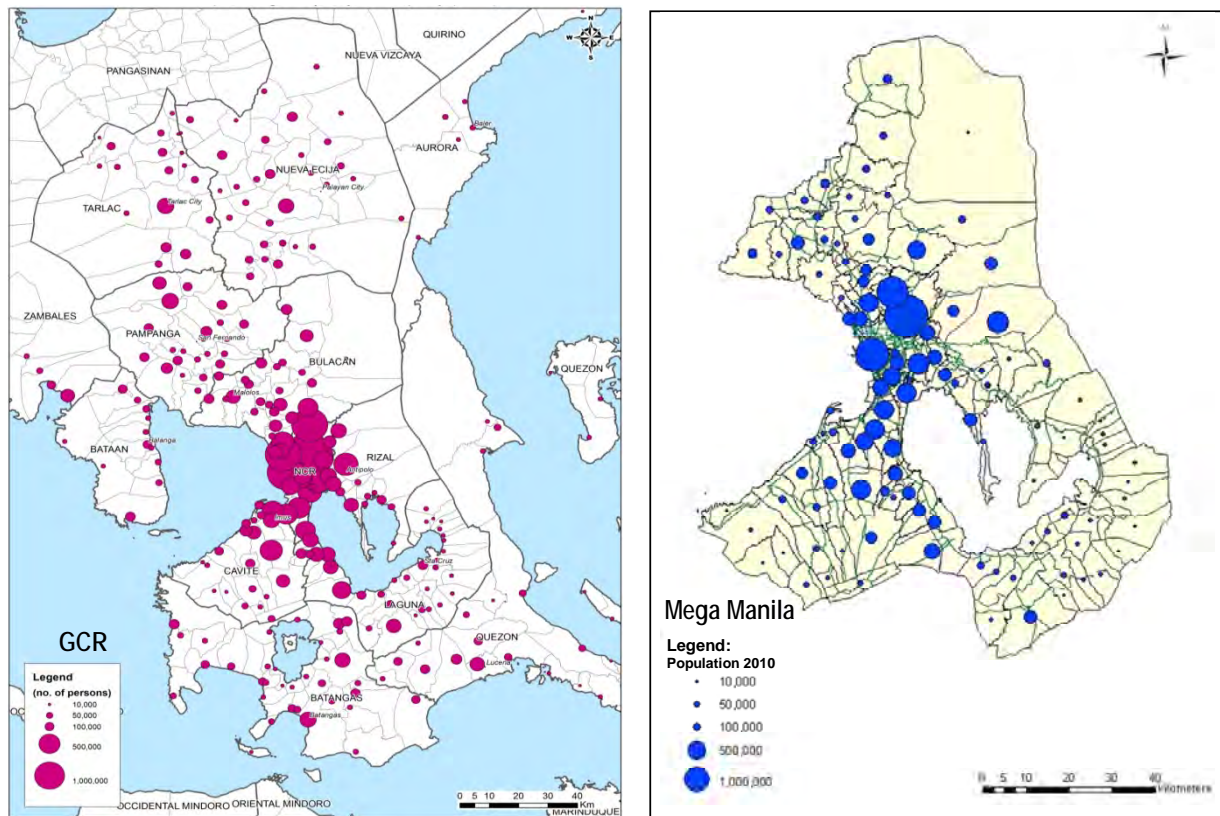 N
W E
S
QUIRINO
NUEVA VIZCAYA
PANGASINAN
Baler
AURORA
NUEVA ECIJA
Palayan City
TARLAC
Tarlac City
ZAMBALES
PAMPANGA
San Fernando
BULACAN
QUEZON
Malolos
BATAAN
Balanga
RIZAL
NCR
Antipolo
Imus
CAVITE
Santa Cruz
LAGUNA
QUEZON
Lucena
BATANGAS
Batangas
GCR
Legend
(no. of persons)
10,000
50,000
100,000
500,000
1,000,000
0 5 10 20 30 40
Km
OCCIDENTAL MINDORO
ORIENTAL MINDORO
MARINDUQUE
Mega Manila
Legend:
Population 2010
10,000
50,000
100,000
500,000
1,000,000
0 5 10 20 30 40
Kilometers